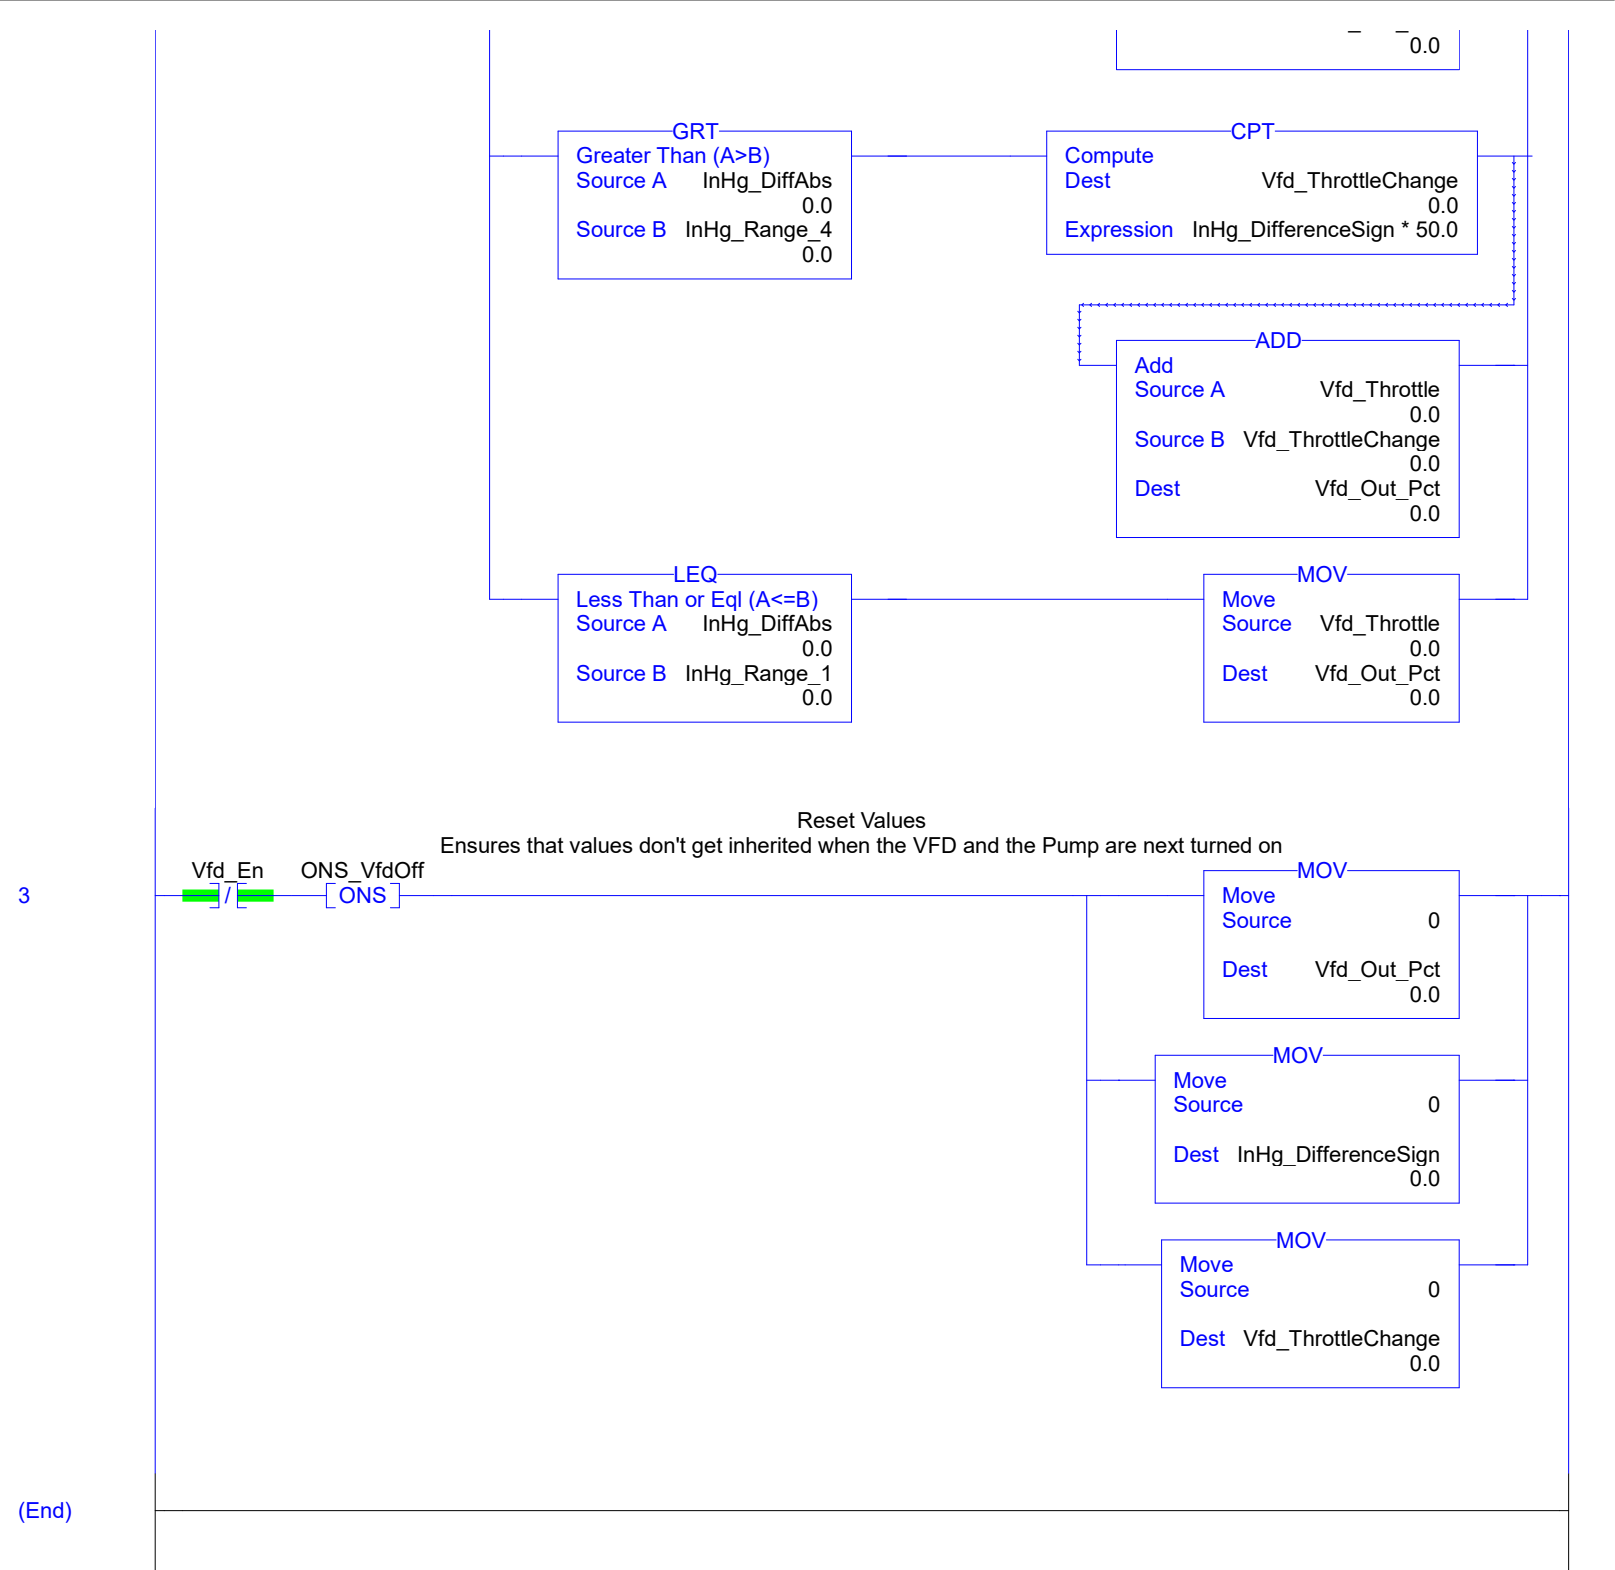 0.0
GRT
Greater Than (A>B)
Source A InHg_DiffAbs
0.0
Source B InHg_Range_4
0.0
CPT
Compute
Dest Vfd_ThrottleChange
0.0
Expression InHg_DifferenceSign * 50.0
ADD
Add
Source A Vfd_Throttle
0.0
Source B Vfd_ThrottleChange
0.0
Dest Vfd_Out_Pct
0.0
LEQ
Less Than or Eql (A<=B)
Source A InHg_DiffAbs
0.0
Source B InHg_Range_1
0.0
MOV
Move
Source Vfd_Throttle
0.0
Dest Vfd_Out_Pct
0.0
Reset Values
Ensures that values don't get inherited when the VFD and the Pump are next turned on
3
Vfd_En
/
ONS_VfdOff
ONS
MOV
Move
Source 0
Dest Vfd_Out_Pct
0.0
MOV
Move
Source 0
Dest InHg_DifferenceSign
0.0
MOV
Move
Source 0
Dest Vfd_ThrottleChange
0.0
(End)